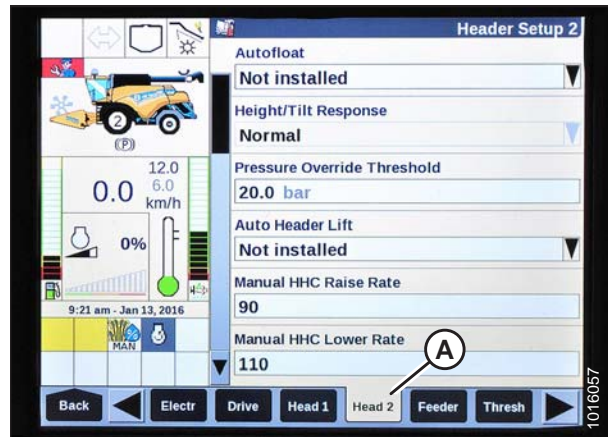 Header Setup 2
Autofloat
Not installed
Height/Tilt Response
Normal
Pressure Override Threshold
20.0 bar
Auto Header Lift
Not installed
Manual HHC Raise Rate
90
Manual HHC Lower Rate
110
2
(P)
12.0
0.0 6.0
km/h
0%
9:21 am - Jan 13, 2016
MAN
A
Back Electr Drive Head 1 Head 2 Feeder Thresh
1016057